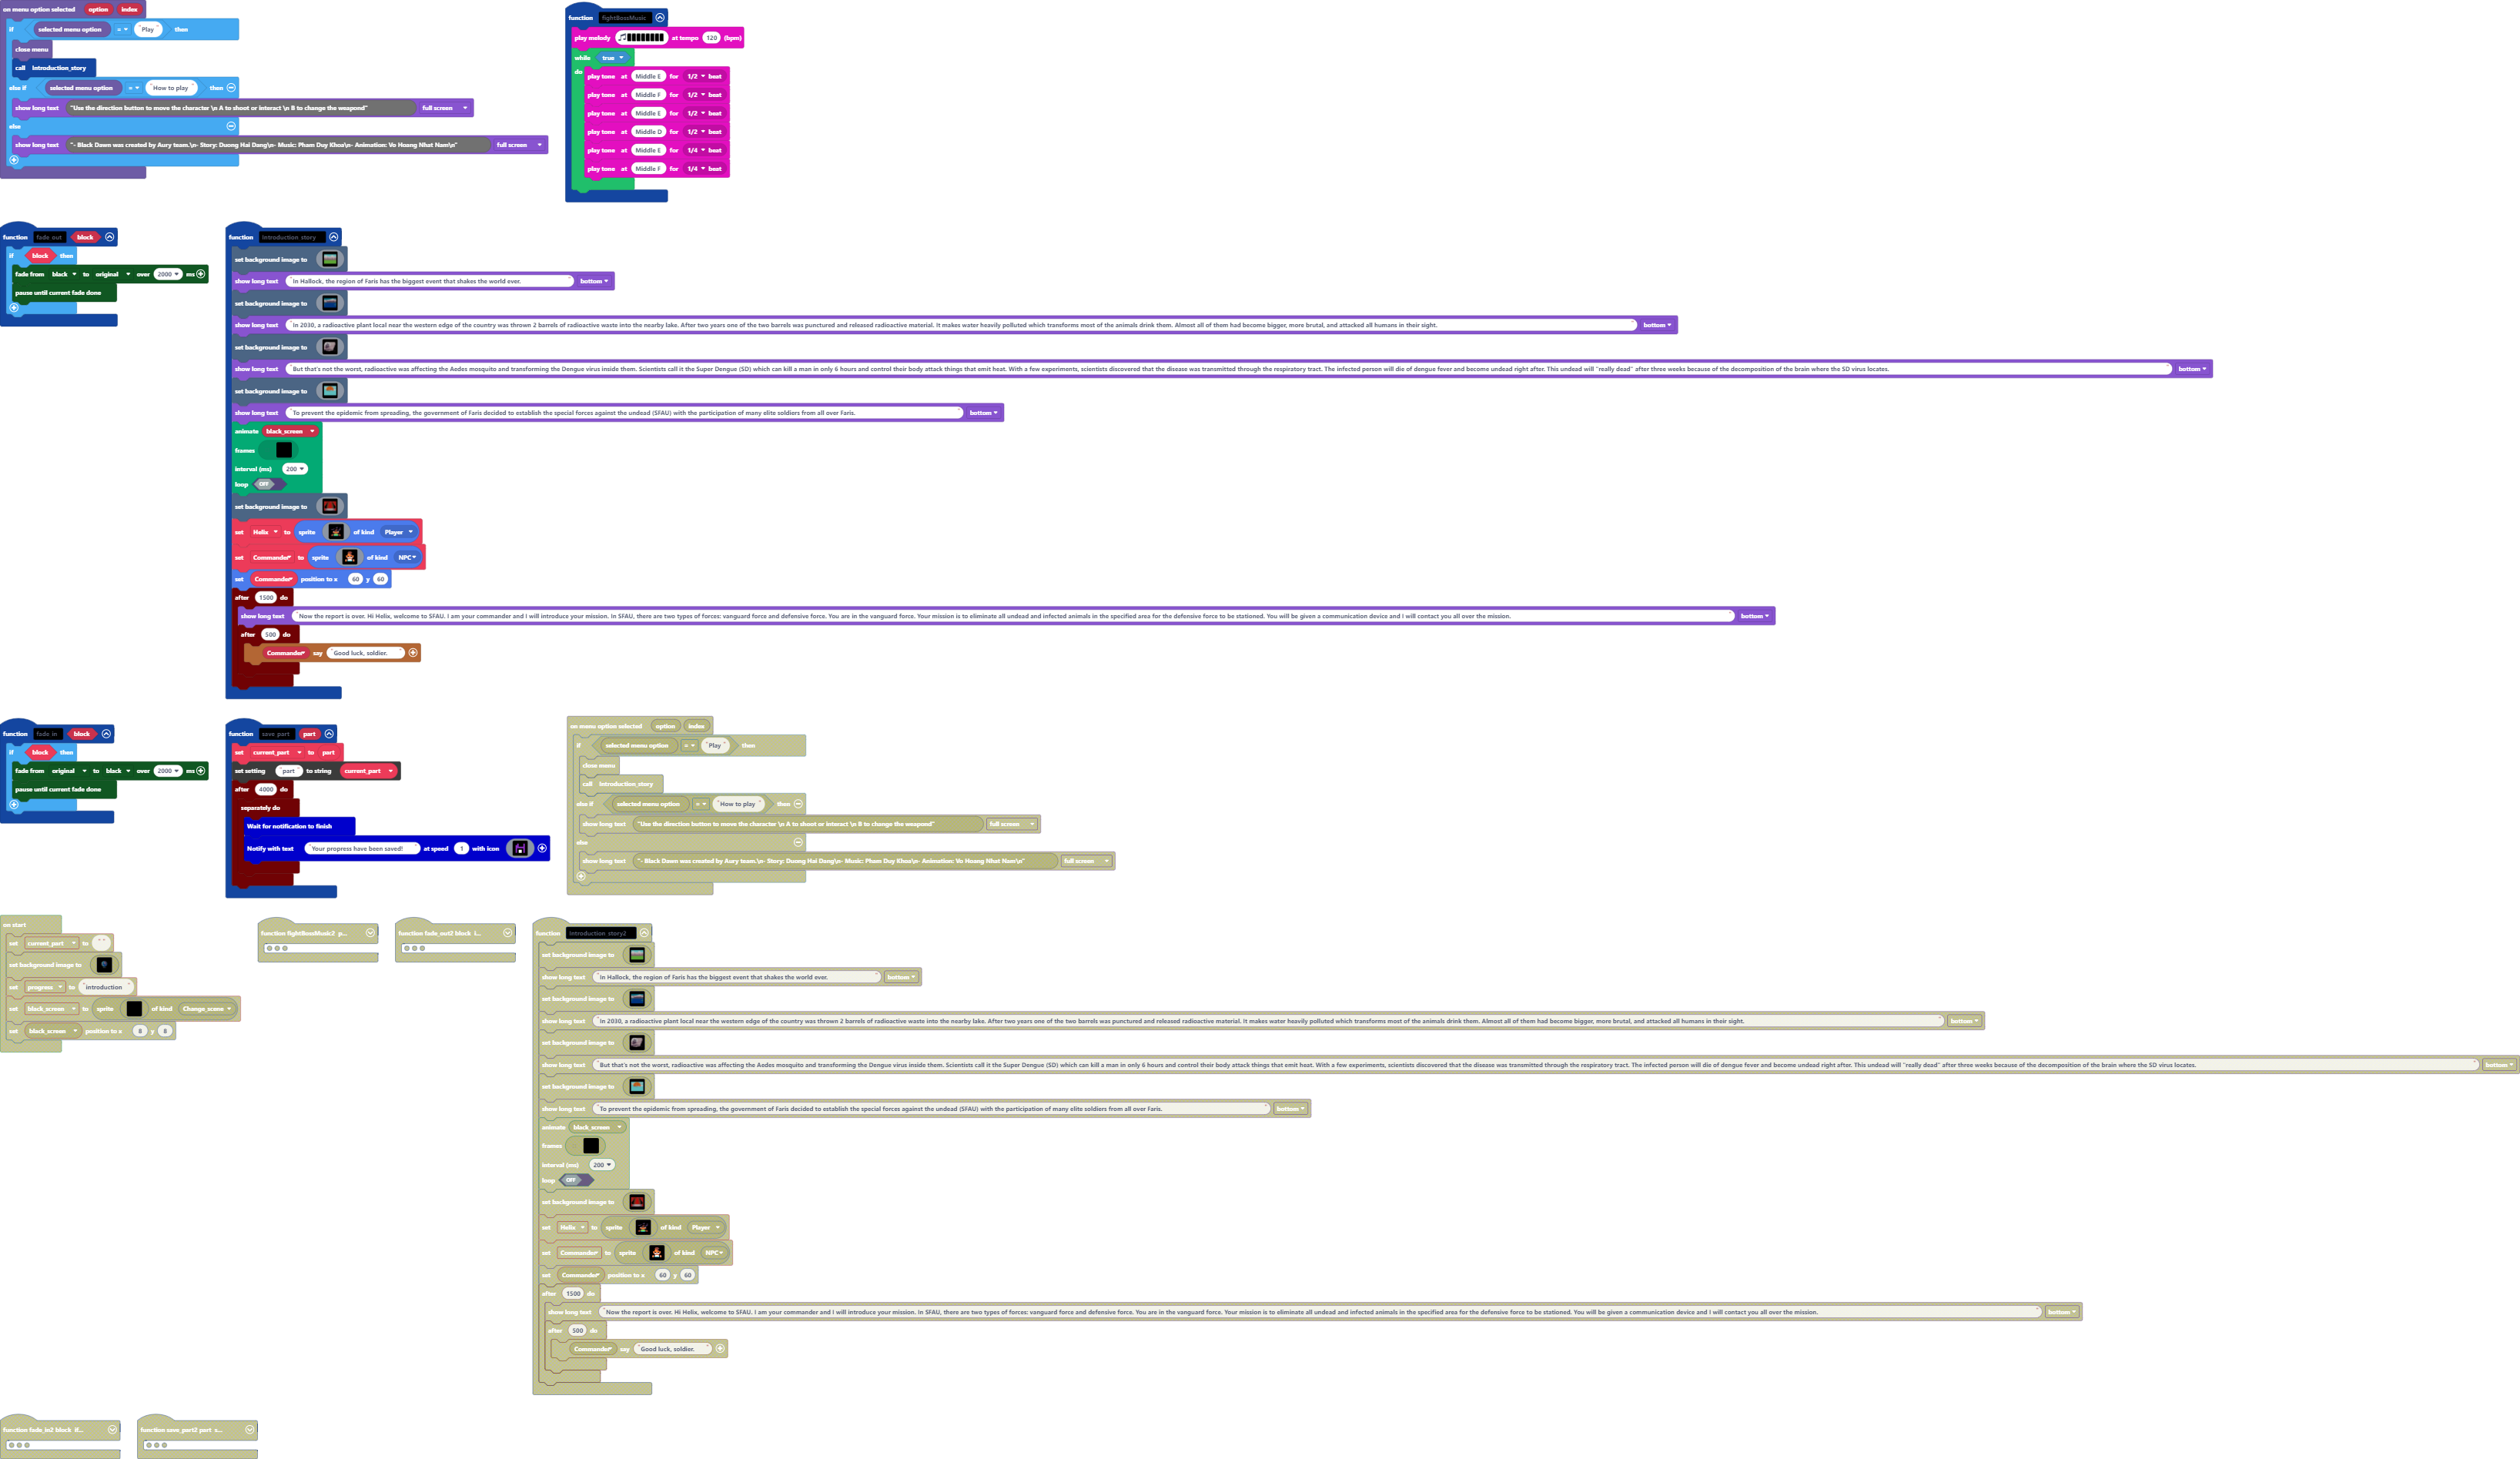 on menu option selected option index
if selected menu option = Play then
close menu
call Introduction_story
else if selected menu option = How to play then
show long text "Use the direction button to move the character \n A to shoot or interact \n B to change the weapond" full screen
else
show long text "- Black Dawn was created by Aury team.\n- Story: Duong Hai Dang\n- Music: Pham Duy Khoa\n- Animation: Vo Hoang Nhat Nam\n" full screen
function fightBossMusic
play melody at tempo 120 (bpm)
while true
do play tone at Middle E for 1/2 beat
play tone at Middle F for 1/2 beat
play tone at Middle E for 1/2 beat
play tone at Middle D for 1/2 beat
play tone at Middle E for 1/4 beat
play tone at Middle F for 1/4 beat
function fade out block
if block then
fade from black to original over 2000 ms
pause until current fade done
function Introduction story
set background image to
show long text "In Hallock, the region of Faris has the biggest event that shakes the world ever." bottom
set background image to
show long text "In 2030, a radioactive plant local near the western edge of the country was thrown 2 barrels of radioactive waste into the nearby lake. After two years one of the two barrels was punctured and released radioactive material. It makes water heavily polluted which transforms most of the animals drink them. Almost all of them had become bigger, more brutal, and attacked all humans in their sight." bottom
set background image to
show long text "But that's not the worst, radioactive was affecting the Aedes mosquito and transforming the Dengue virus inside them. Scientists call it the Super Dengue (SD) which can kill a man in only 6 hours and control their body attack things that emit heat. With a few experiments, scientists discovered that the disease was transmitted through the respiratory tract. The infected person will die of dengue fever and become undead right after. This undead will "really dead" after three weeks because of the decomposition of the brain where the SD virus locates." bottom
set background image to
show long text "To prevent the epidemic from spreading, the government of Faris decided to establish the special forces against the undead (SFAU) with the participation of many elite soldiers from all over Faris." bottom
animate black_screen
frames
interval (ms) 200
loop OFF
set background image to
set Helix to sprite of kind Player
set Commander to sprite of kind NPC
set Commander position to x 60 y 60
after 1500 do
show long text "Now the report is over. Hi Helix, welcome to SFAU. I am your commander and I will introduce your mission. In SFAU, there are two types of forces: vanguard force and defensive force. You are in the vanguard force. Your mission is to eliminate all undead and infected animals in the specified area for the defensive force to be stationed. You will be given a communication device and I will contact you all over the mission." bottom
after 500 do
Commander say "Good luck, soldier."
function fade in block
if block then
fade from original to black over 2000 ms
pause until current fade done
function save part part
set current_part to part
set setting "part" to string current_part
after 4000 do
separately do
Wait for notification to finish
Notify with text "Your propress have been saved!" at speed 1 with icon
on menu option selected option index
if selected menu option = "Play" then
close menu
call Introduction_story
else if selected menu option = "How to play" then
show long text "Use the direction button to move the character \n A to shoot or interact \n B to change the weapond" full screen
else
show long text "- Black Dawn was created by Aury team.\n- Story: Duong Hai Dang\n- Music: Pham Duy Khoa\n- Animation: Vo Hoang Nhat Nam\n" full screen
on start
set current_part to ""
set background image to
set progress to "introduction"
set black_screen to sprite of kind Change_scene
set black_screen position to x 8 y 8
function fightBossMusic2 p...
function fade_out2 block i...
function Introduction story2
set background image to
show long text "In Hallock, the region of Faris has the biggest event that shakes the world ever." bottom
set background image to
show long text "In 2030, a radioactive plant local near the western edge of the country was thrown 2 barrels of radioactive waste into the nearby lake. After two years one of the two barrels was punctured and released radioactive material. It makes water heavily polluted which transforms most of the animals drink them. Almost all of them had become bigger, more brutal, and attacked all humans in their sight." bottom
set background image to
show long text "But that's not the worst, radioactive was affecting the Aedes mosquito and transforming the Dengue virus inside them. Scientists call it the Super Dengue (SD) which can kill a man in only 6 hours and control their body attack things that emit heat. With a few experiments, scientists discovered that the disease was transmitted through the respiratory tract. The infected person will die of dengue fever and become undead right after. This undead will "really dead" after three weeks because of the decomposition of the brain where the SD virus locates." bottom
set background image to
show long text "To prevent the epidemic from spreading, the government of Faris decided to establish the special forces against the undead (SFAU) with the participation of many elite soldiers from all over Faris." bottom
animate black_screen
frames
interval (ms) 200
loop OFF
set background image to
set Helix to sprite of kind Player
set Commander to sprite of kind NPC
set Commander position to x 60 y 60
after 1500 do
show long text "Now the report is over. Hi Helix, welcome to SFAU. I am your commander and I will introduce your mission. In SFAU, there are two types of forces: vanguard force and defensive force. You are in the vanguard force. Your mission is to eliminate all undead and infected animals in the specified area for the defensive force to be stationed. You will be given a communication device and I will contact you all over the mission." bottom
after 500 do
Commander say "Good luck, soldier."
function fade_in2 block if...
function save_part2 part s...